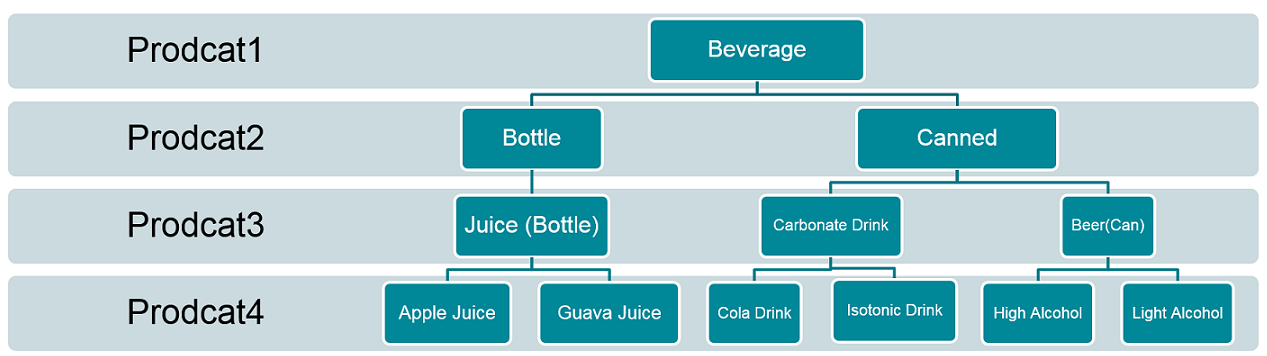 Prodcat1
Beverage
Prodcat2
Bottle
Canned
Prodcat3
Juice (Bottle)
Carbonate Drink
Beer(Can)
Prodcat4
Apple Juice
Guava Juice
Cola Drink
Isotonic Drink
High Alcohol
Light Alcohol